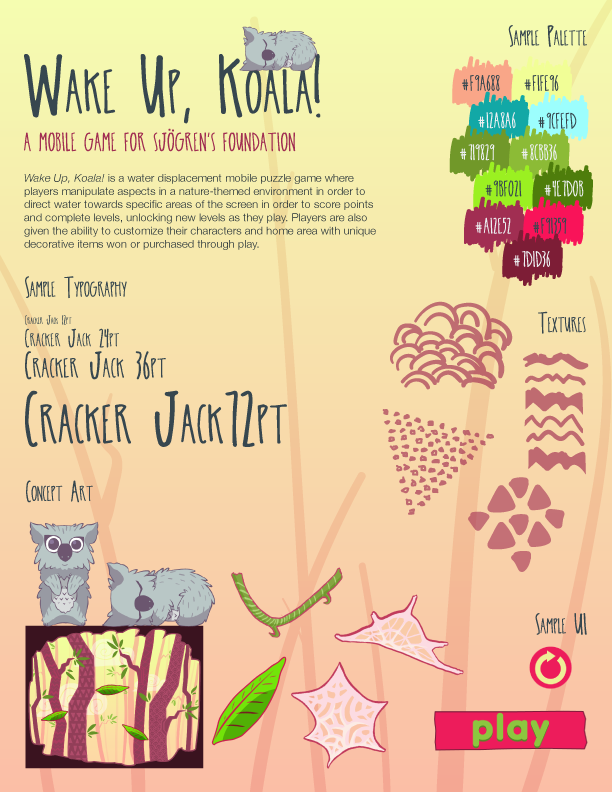 Wake Up, Koala!
A mobile game for Sjögren's Foundation
Wake Up, Koala! is a water displacement mobile puzzle game where
players manipulate aspects in a nature-themed environment in order to
direct water towards specific areas of the screen in order to score points
and complete levels, unlocking new levels as they play. Players are also
given the ability to customize their characters and home area with unique
decorative items won or purchased through play.
Sample Typography
Cracker Jack 12pt
Cracker Jack 24pt
Cracker Jack 36pt
Cracker Jack 72pt
Concept Art
Sample Palette
#F9A688
#F1FE96
#12A8A6
#9CFEFD
#719829
#8CBB36
#9BF021
#4E7D0B
#A12E52
#F91359
#7D1D36
Textures
Sample UI
play